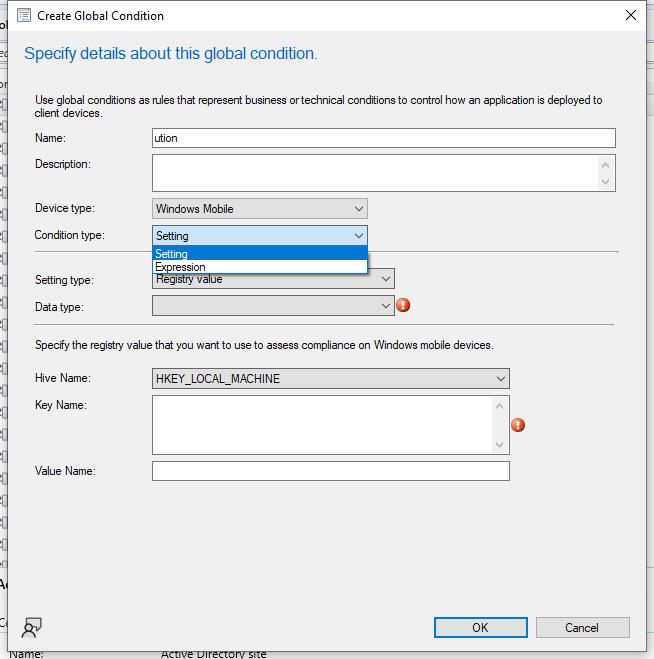 Create Global Condition
Specify details about this global condition.
Use global conditions as rules that represent business or technical conditions to control how an application is deployed to
client devices.
Name: ution
Description:
Device type: Windows Mobile
Condition type: Setting
Setting
Expression
Setting type: Registry value
Data type:
Specify the registry value that you want to use to assess compliance on Windows mobile devices.
Hive Name: HKEY_LOCAL_MACHINE
Key Name:
Value Name:
OK Cancel
Name: Active Directory site